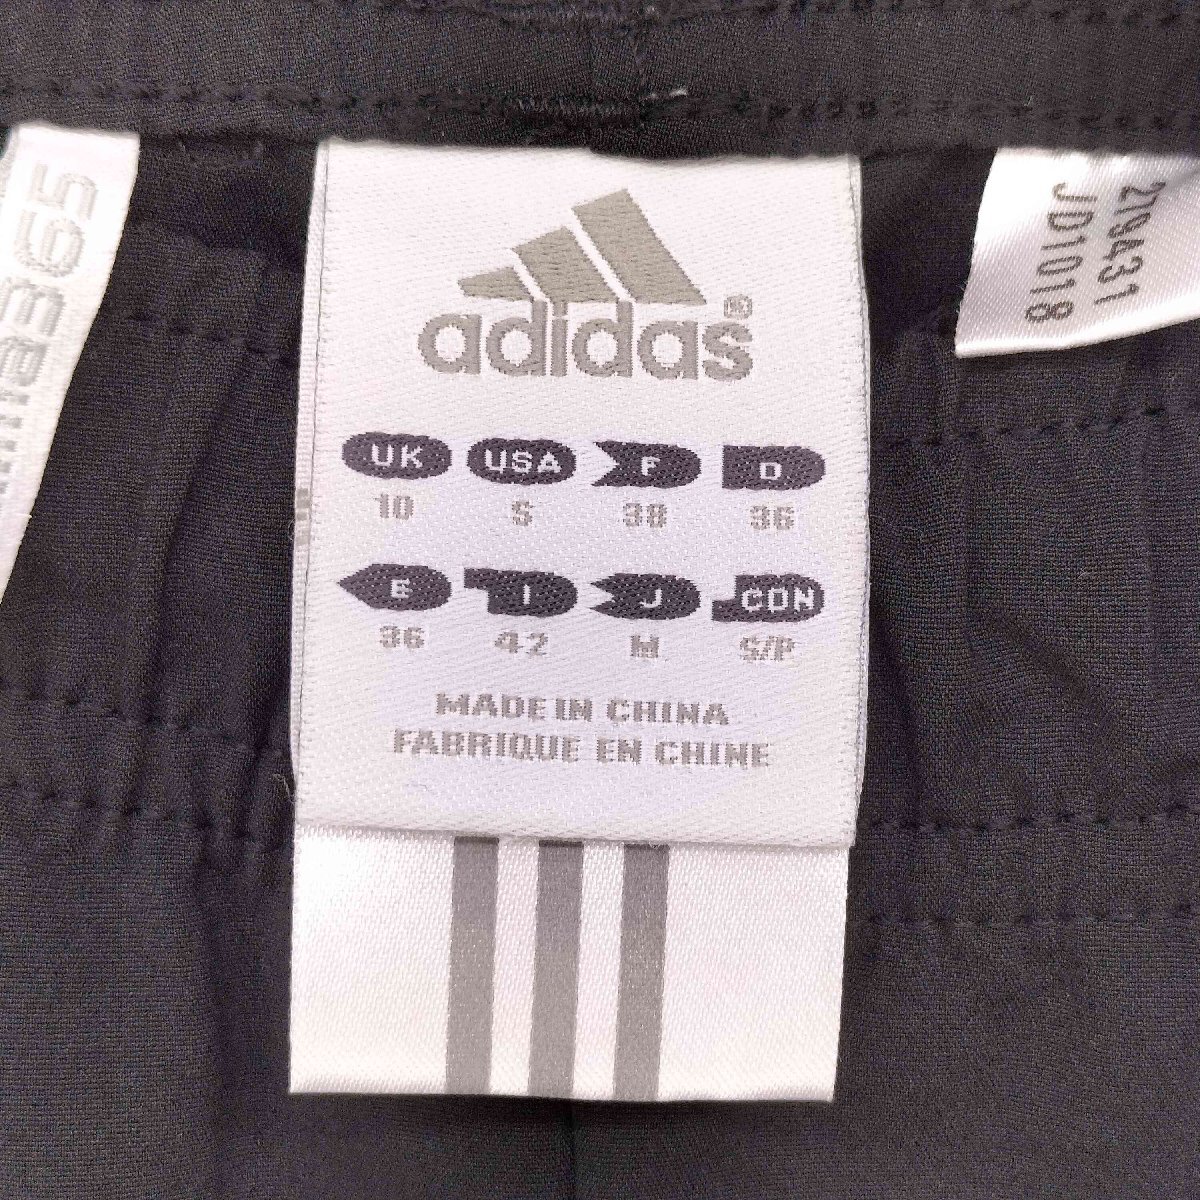 adidas®
UK USA F D
10 S 38 36
E I J CDN
36 42 M S/P
MADE IN CHINA
FABRIQUE EN CHINE
279431
JD1018